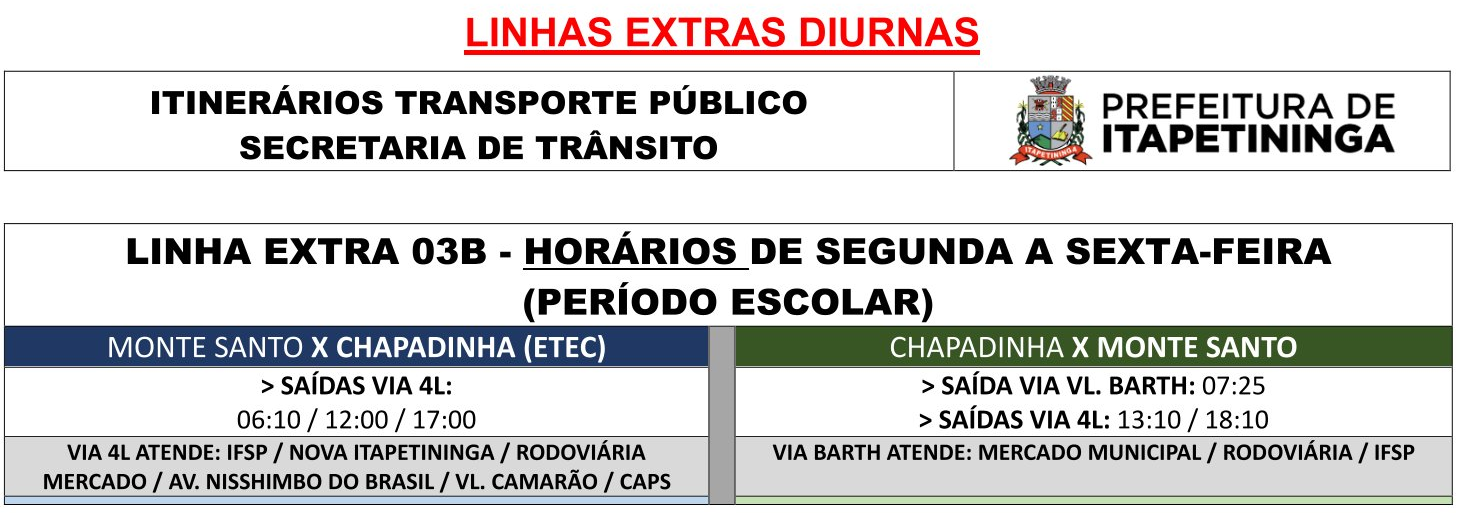 LINHAS EXTRAS DIURNAS
ITINERÁRIOS TRANSPORTE PÚBLICO
SECRETARIA DE TRÂNSITO
ITAPETININGA
PREFEITURA DE
ITAPETININGA
LINHA EXTRA 03B - HORÁRIOS DE SEGUNDA A SEXTA-FEIRA
(PERÍODO ESCOLAR)
MONTE SANTO X CHAPADINHA (ETEC)
> SAÍDAS VIA 4L:
06:10 / 12:00 / 17:00
VIA 4L ATENDE: IFSP / NOVA ITAPETININGA / RODOVIÁRIA
MERCADO / AV. NISSHIMBO DO BRASIL / VL. CAMARÃO / CAPS
CHAPADINHA X MONTE SANTO
> SAÍDA VIA VL. BARTH: 07:25
> SAÍDAS VIA 4L: 13:10 / 18:10
VIA BARTH ATENDE: MERCADO MUNICIPAL / RODOVIÁRIA / IFSP